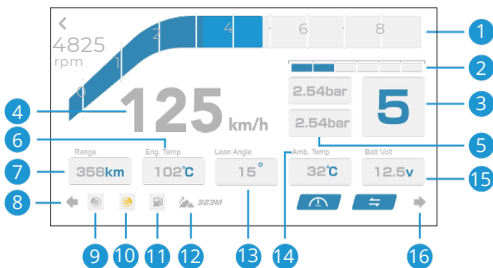 4825
rpm
0
1
2
4
6
8
1
2
3
4
125 km/h
2.54bar
2.54bar
5
5
6
Range
Eng. Temp
Lean Angle
14
Amb. Temp
Batt Volt
7
358km
102°C
15°
32°C
12.5v
15
8
323M
9
10
11
12
13
14
16